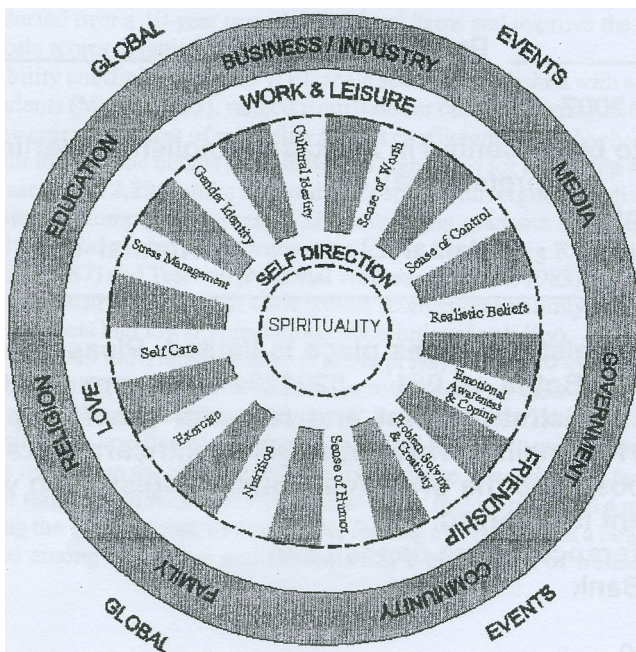 GLOBAL
EVENTS
BUSINESS / INDUSTRY
WORK & LEISURE
EDUCATION
MEDIA
Cultural Identity
Sense of Worth
Gender Identity
Sense of Control
Stress Management
SELF DIRECTION
Realistic Beliefs
SPIRITUALITY
Self Care
Emotional
Awareness
& Coping
Exercise
Problem Solving
& Creativity
Nutrition
Sense of Humor
RELIGION
LOVE
GOVERNMENT
FRIENDSHIP
FAMILY
COMMUNITY
GLOBAL
EVENTS
Bank